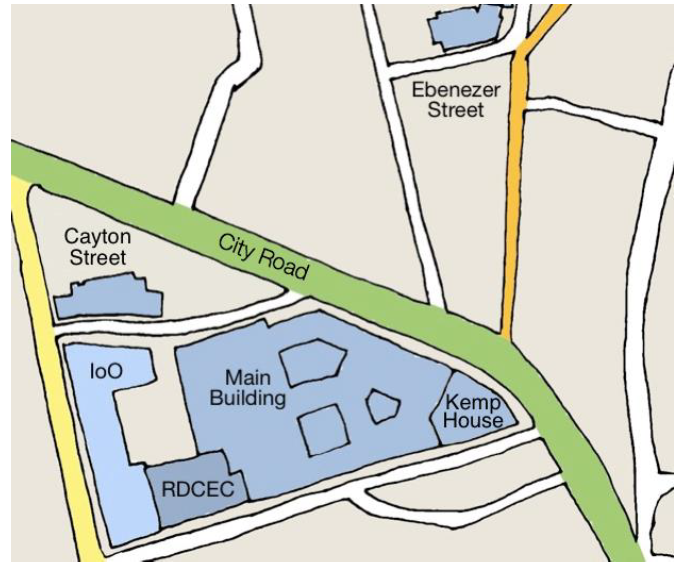 Ebenezer
Street
Cayton
Street
City Road
IoO
Main
Building
Kemp
House
RDCEC